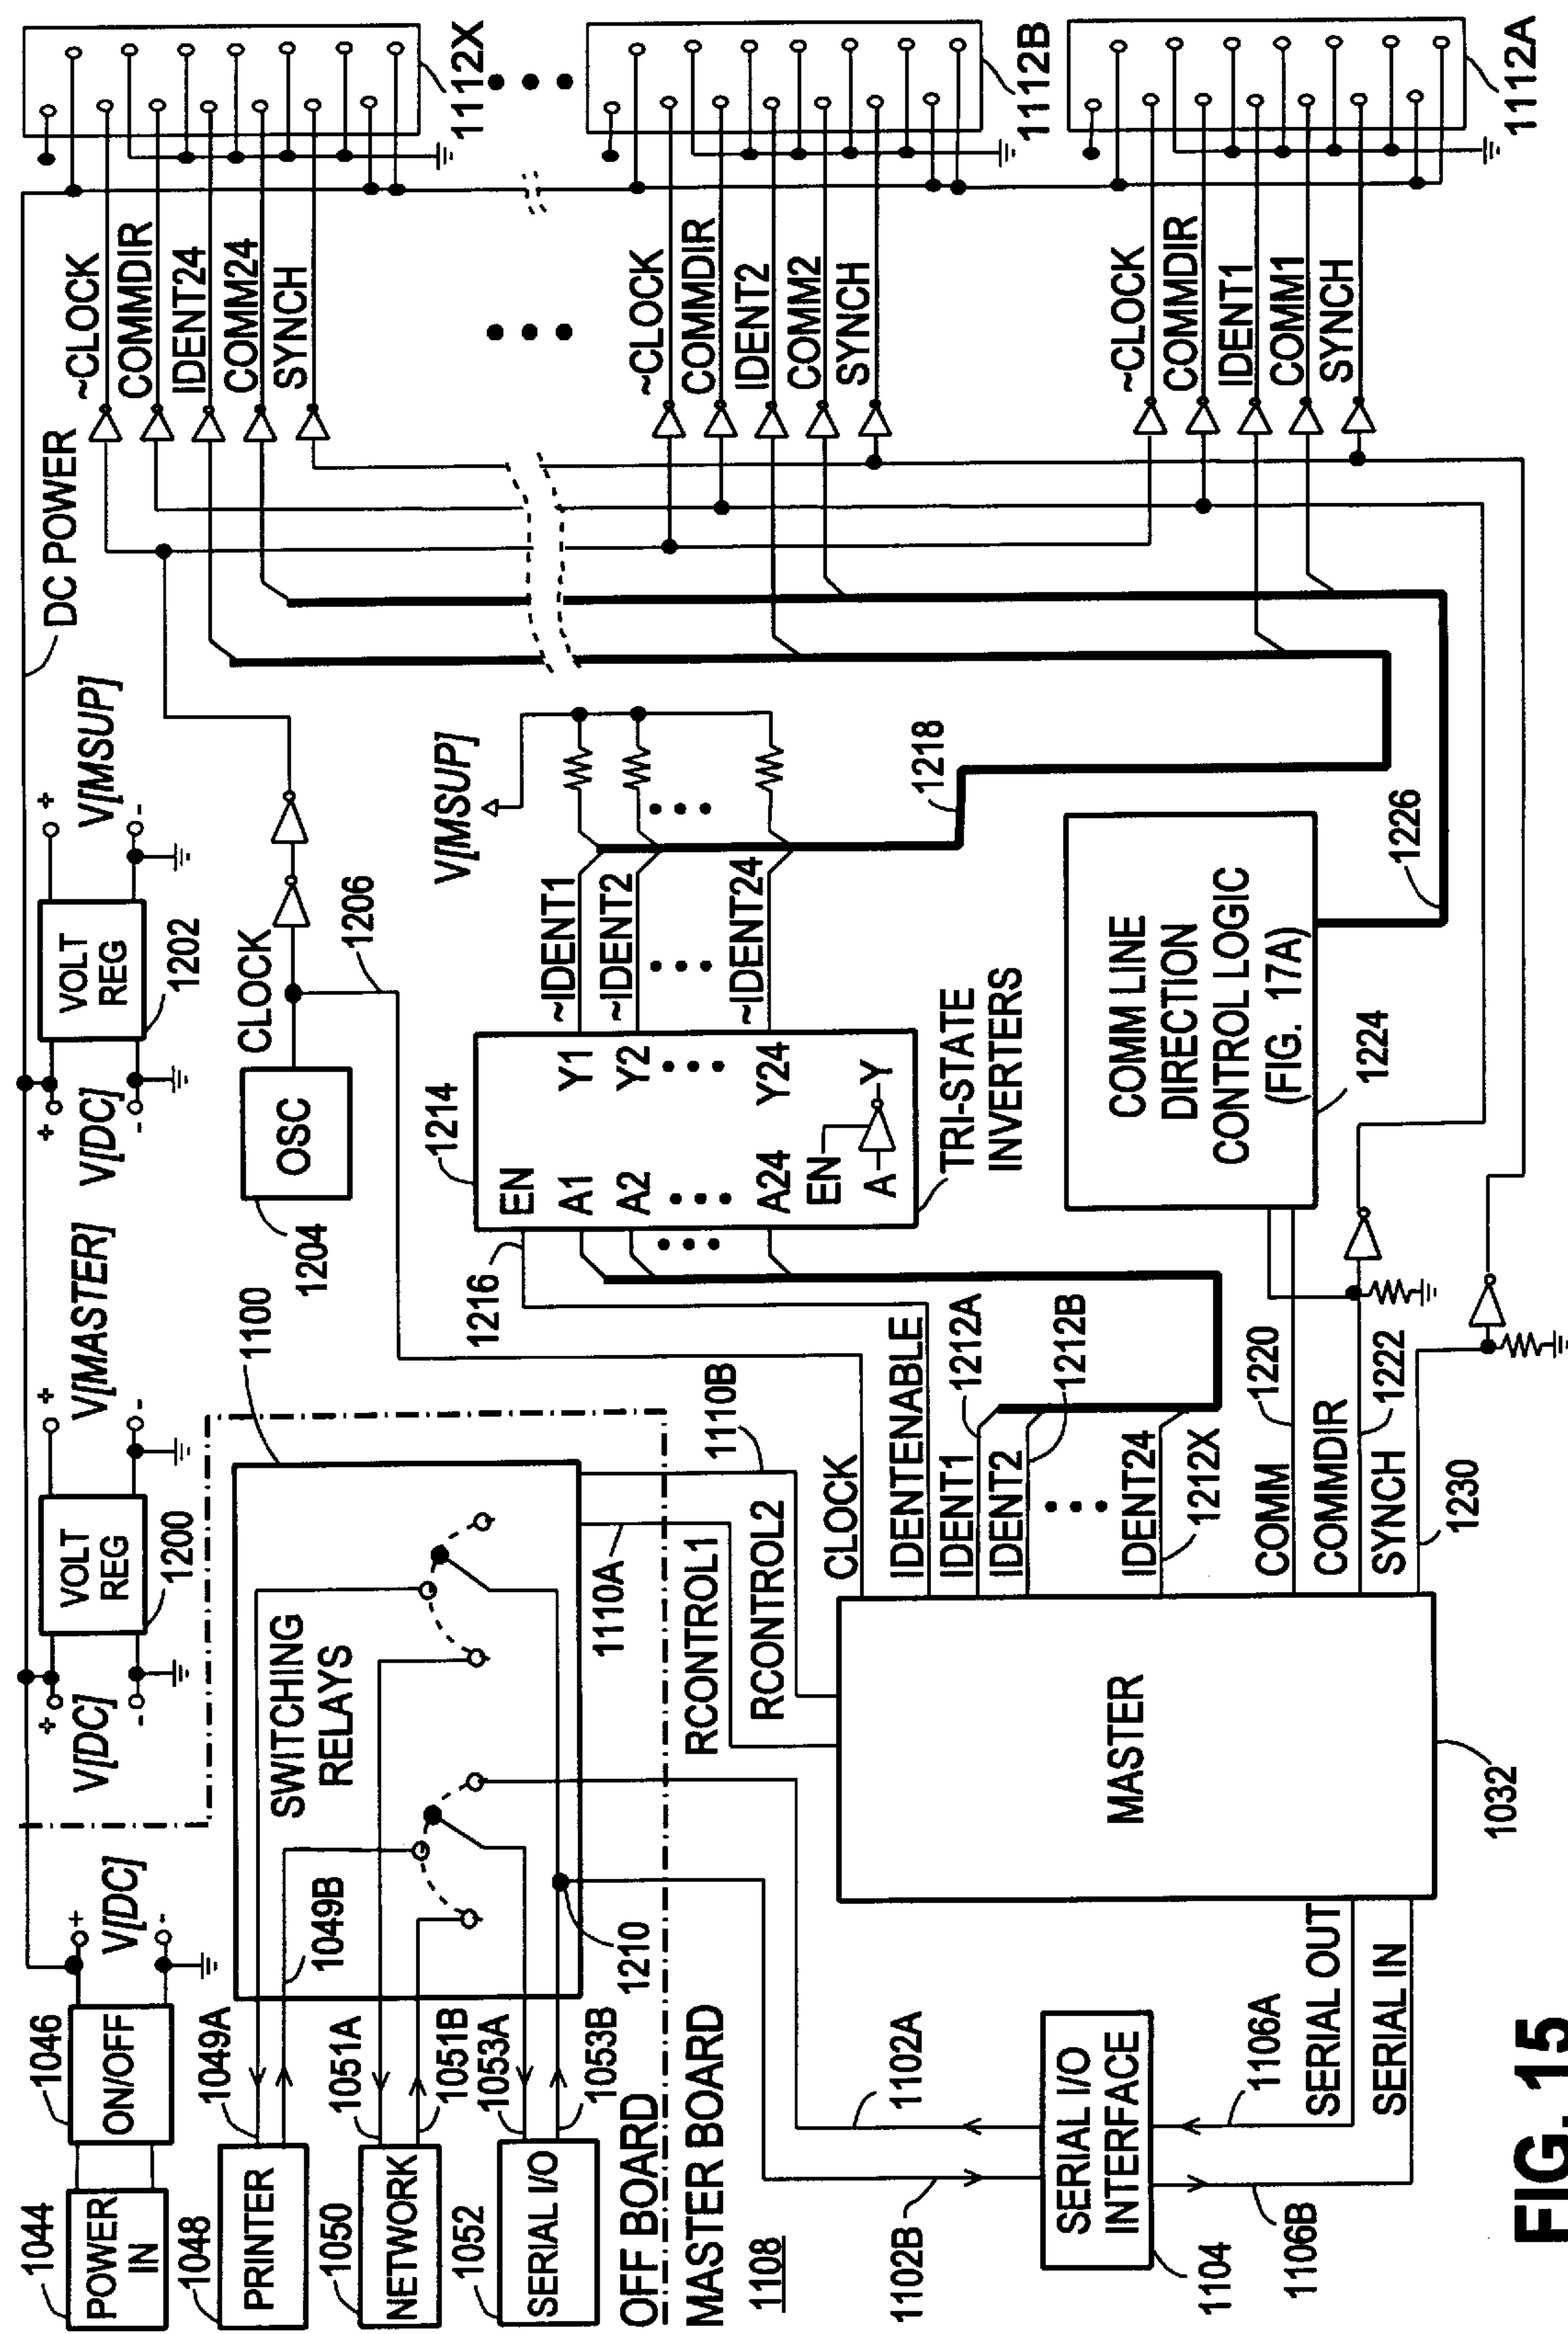 1044
POWER
IN
1046
ON/OFF
+
V[DC]
-
+
V[DC]
-
VOLT
REG
1200
+
V[MASTER]
-
+
V[DC]
-
VOLT
REG
1202
+
V[MSUP]
-
DC POWER
1048
PRINTER
1049A
1049B
1050
NETWORK
1051A
1051B
1052
SERIAL I/O
1053A
1053B
SWITCHING
RELAYS
1100
1210
OFF BOARD
MASTER BOARD
1108
1110A
1110B
RCONTROL1
RCONTROL2
1204
OSC
CLOCK
1206
1214
1216
EN
A1
A2
A24
Y1
Y2
Y24
EN
A
Y
TRI-STATE
INVERTERS
~IDENT1
~IDENT2
~IDENT24
V[MSUP]
1218
1102A
1102B
SERIAL I/O
INTERFACE
1104
1106A
1106B
SERIAL OUT
SERIAL IN
MASTER
1032
CLOCK
IDENTENABLE
IDENT1
IDENT2
IDENT24
COMM
COMMDIR
SYNCH
1212A
1212B
1212X
1220
1222
1230
COMM LINE
DIRECTION
CONTROL LOGIC
(FIG. 17A)
1224
1226
~CLOCK
COMMDIR
IDENT24
COMM24
SYNCH
1112X
~CLOCK
COMMDIR
IDENT2
COMM2
SYNCH
1112B
~CLOCK
COMMDIR
IDENT1
COMM1
SYNCH
1112A
FIG. 15